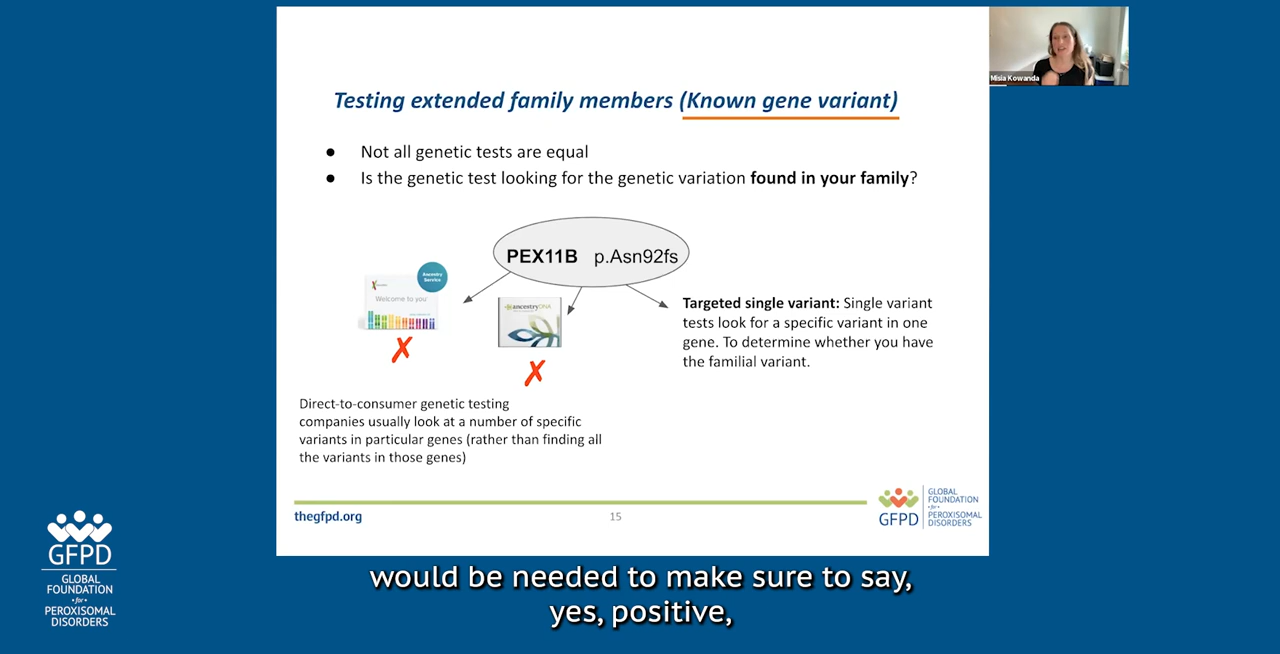 Misia Kowanda
Testing extended family members (Known gene variant)
● Not all genetic tests are equal
● Is the genetic test looking for the genetic variation found in your family?
PEX11B p.Asn92fs
Ancestry
Service
Welcome to you
ancestryDNA
✗
✗
Targeted single variant: Single variant
tests look for a specific variant in one
gene. To determine whether you have
the familial variant.
Direct-to-consumer genetic testing
companies usually look at a number of specific
variants in particular genes (rather than finding all
the variants in those genes)
thegfpd.org
15
GFPD
GLOBAL
FOUNDATION
•for•
PEROXISOMAL
DISORDERS
GFPD
GLOBAL
FOUNDATION
•for•
PEROXISOMAL
DISORDERS
would be needed to make sure to say,
yes, positive,